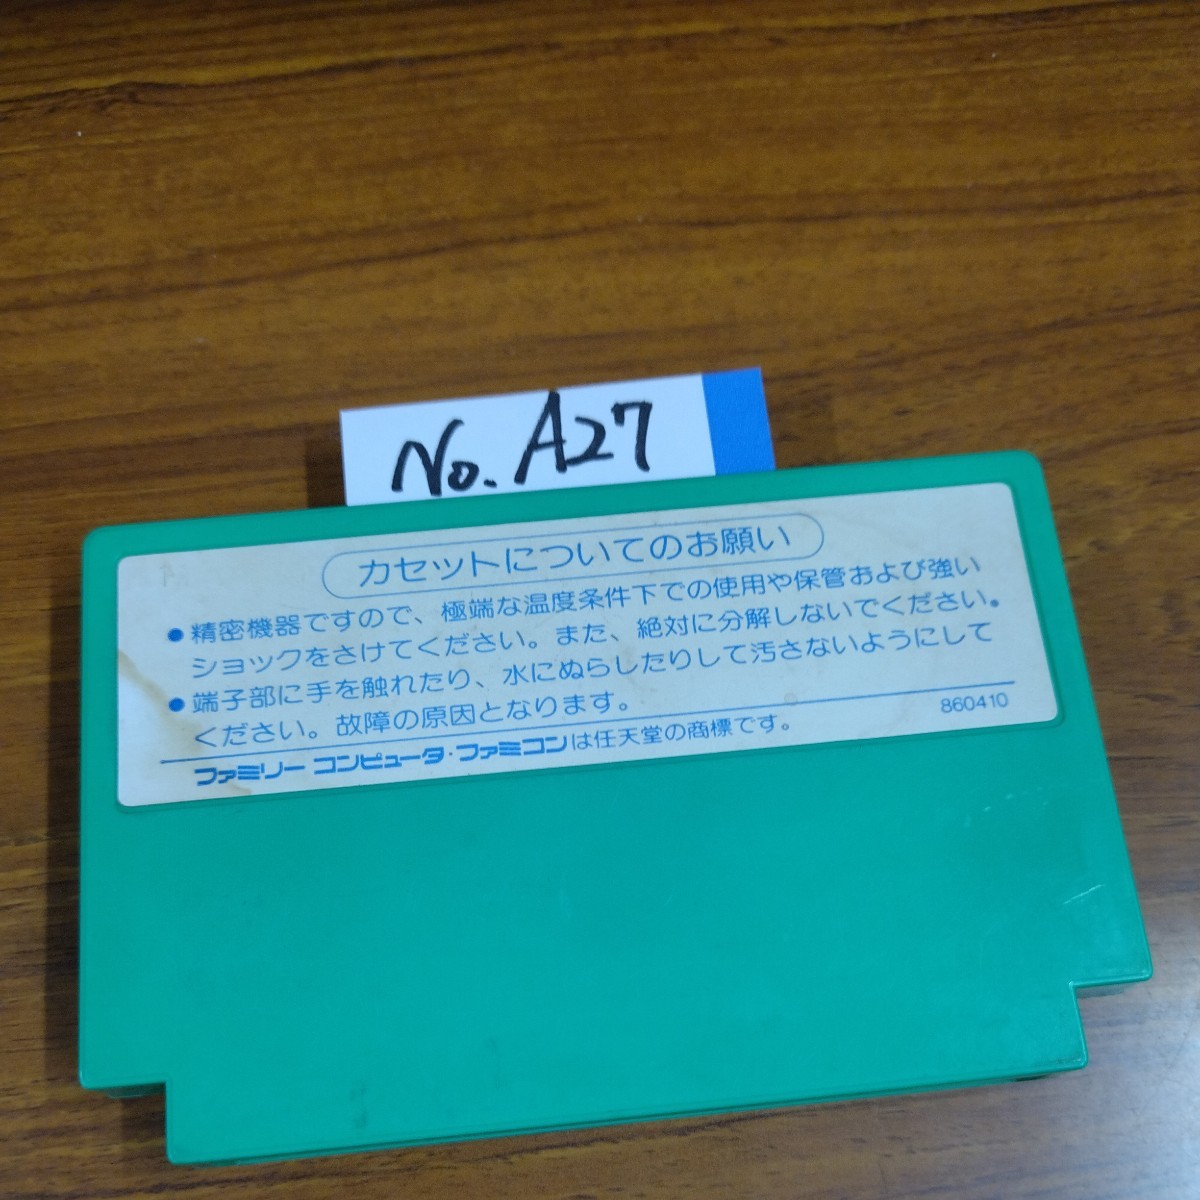 No. A27
カセットについてのお願い
●精密機器ですので、極端な温度条件下での使用や保管および強い
ショックをさけてください。また、絶対に分解しないでください。
●端子部に手を触れたり、水にぬらしたりして汚さないようにして
ください。故障の原因となります。
860410
ファミリー コンピュータ・ファミコンは任天堂の商標です。